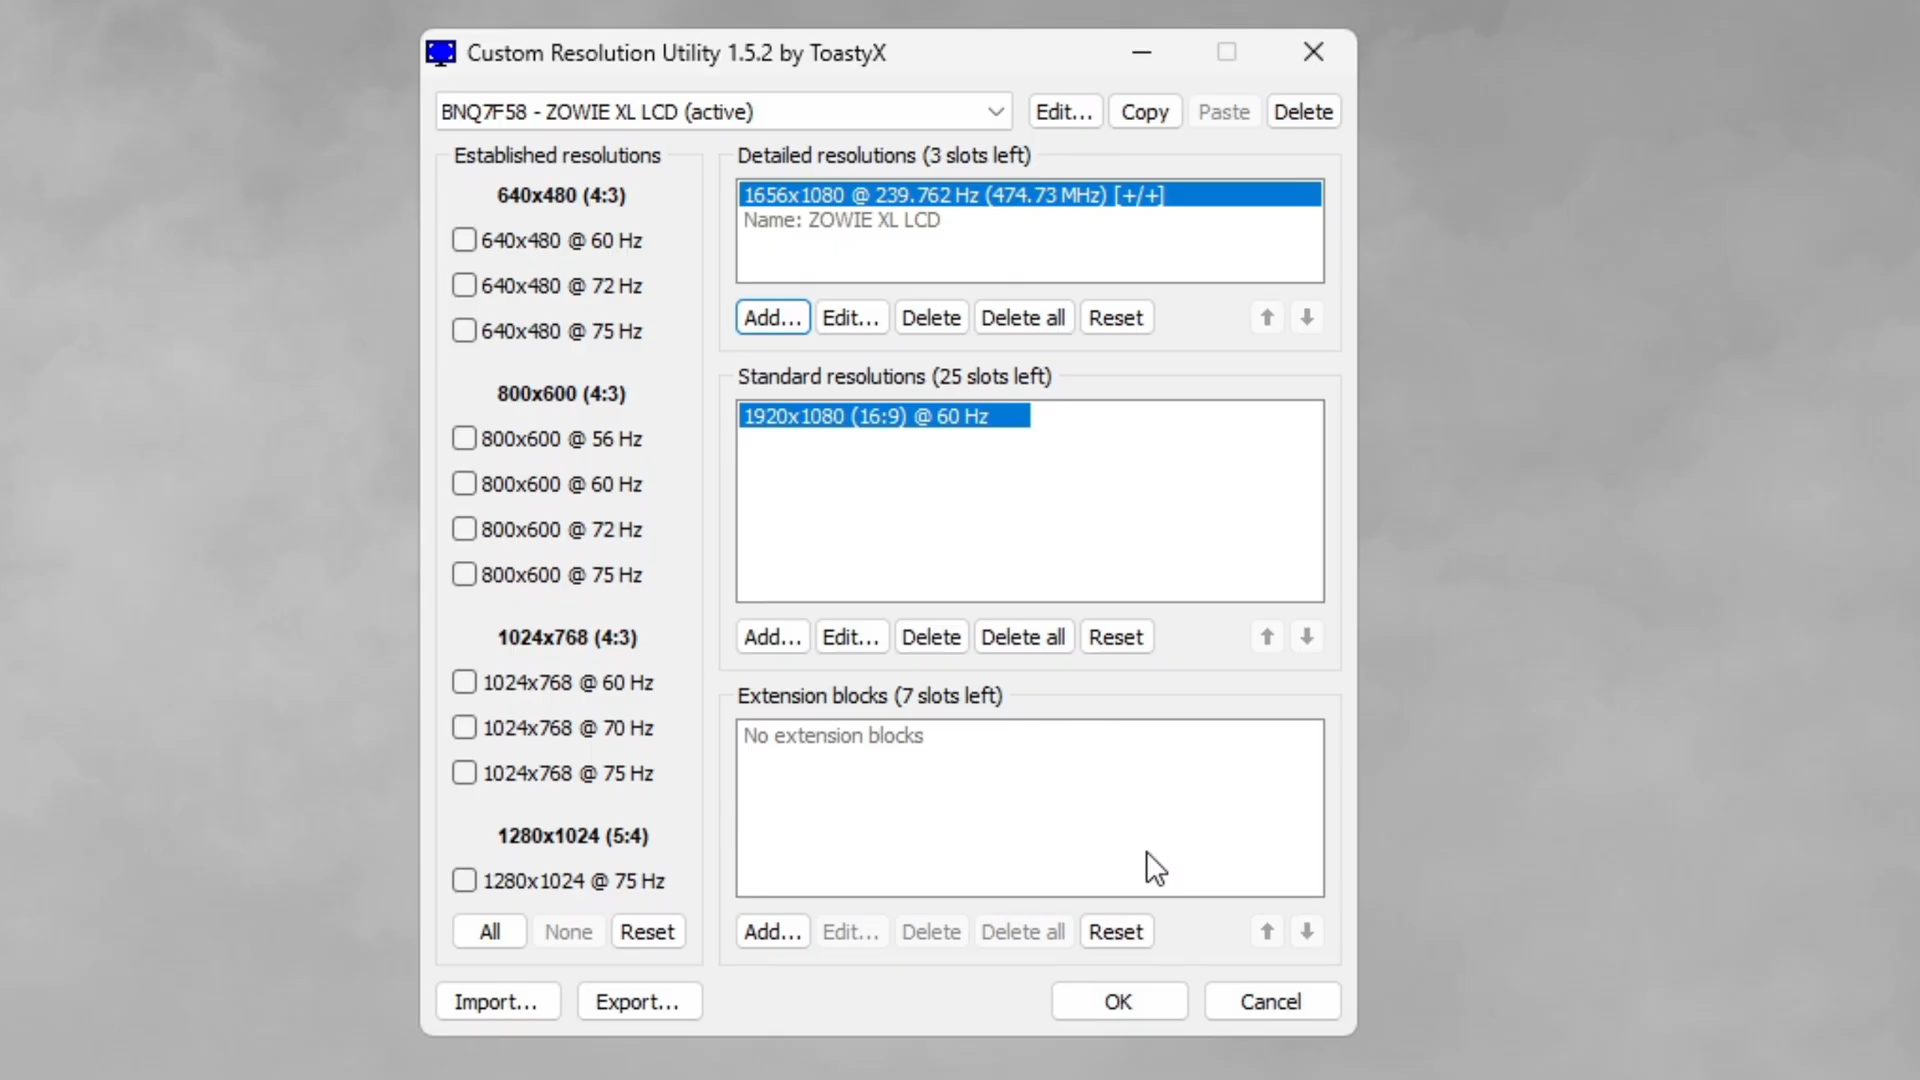 Custom Resolution Utility 1.5.2 by ToastyX
BNQ7F58 - ZOWIE XL LCD (active)
Edit...
Copy
Paste
Delete
Established resolutions
640x480 (4:3)
640x480 @ 60 Hz
640x480 @ 72 Hz
640x480 @ 75 Hz
800x600 (4:3)
800x600 @ 56 Hz
800x600 @ 60 Hz
800x600 @ 72 Hz
800x600 @ 75 Hz
1024x768 (4:3)
1024x768 @ 60 Hz
1024x768 @ 70 Hz
1024x768 @ 75 Hz
1280x1024 (5:4)
1280x1024 @ 75 Hz
All
None
Reset
Detailed resolutions (3 slots left)
1656x1080 @ 239.762 Hz (474.73 MHz) [+/+]
Name: ZOWIE XL LCD
Add...
Edit...
Delete
Delete all
Reset
Standard resolutions (25 slots left)
1920x1080 (16:9) @ 60 Hz
Add...
Edit...
Delete
Delete all
Reset
Extension blocks (7 slots left)
No extension blocks
Add...
Edit...
Delete
Delete all
Reset
Import...
Export...
OK
Cancel